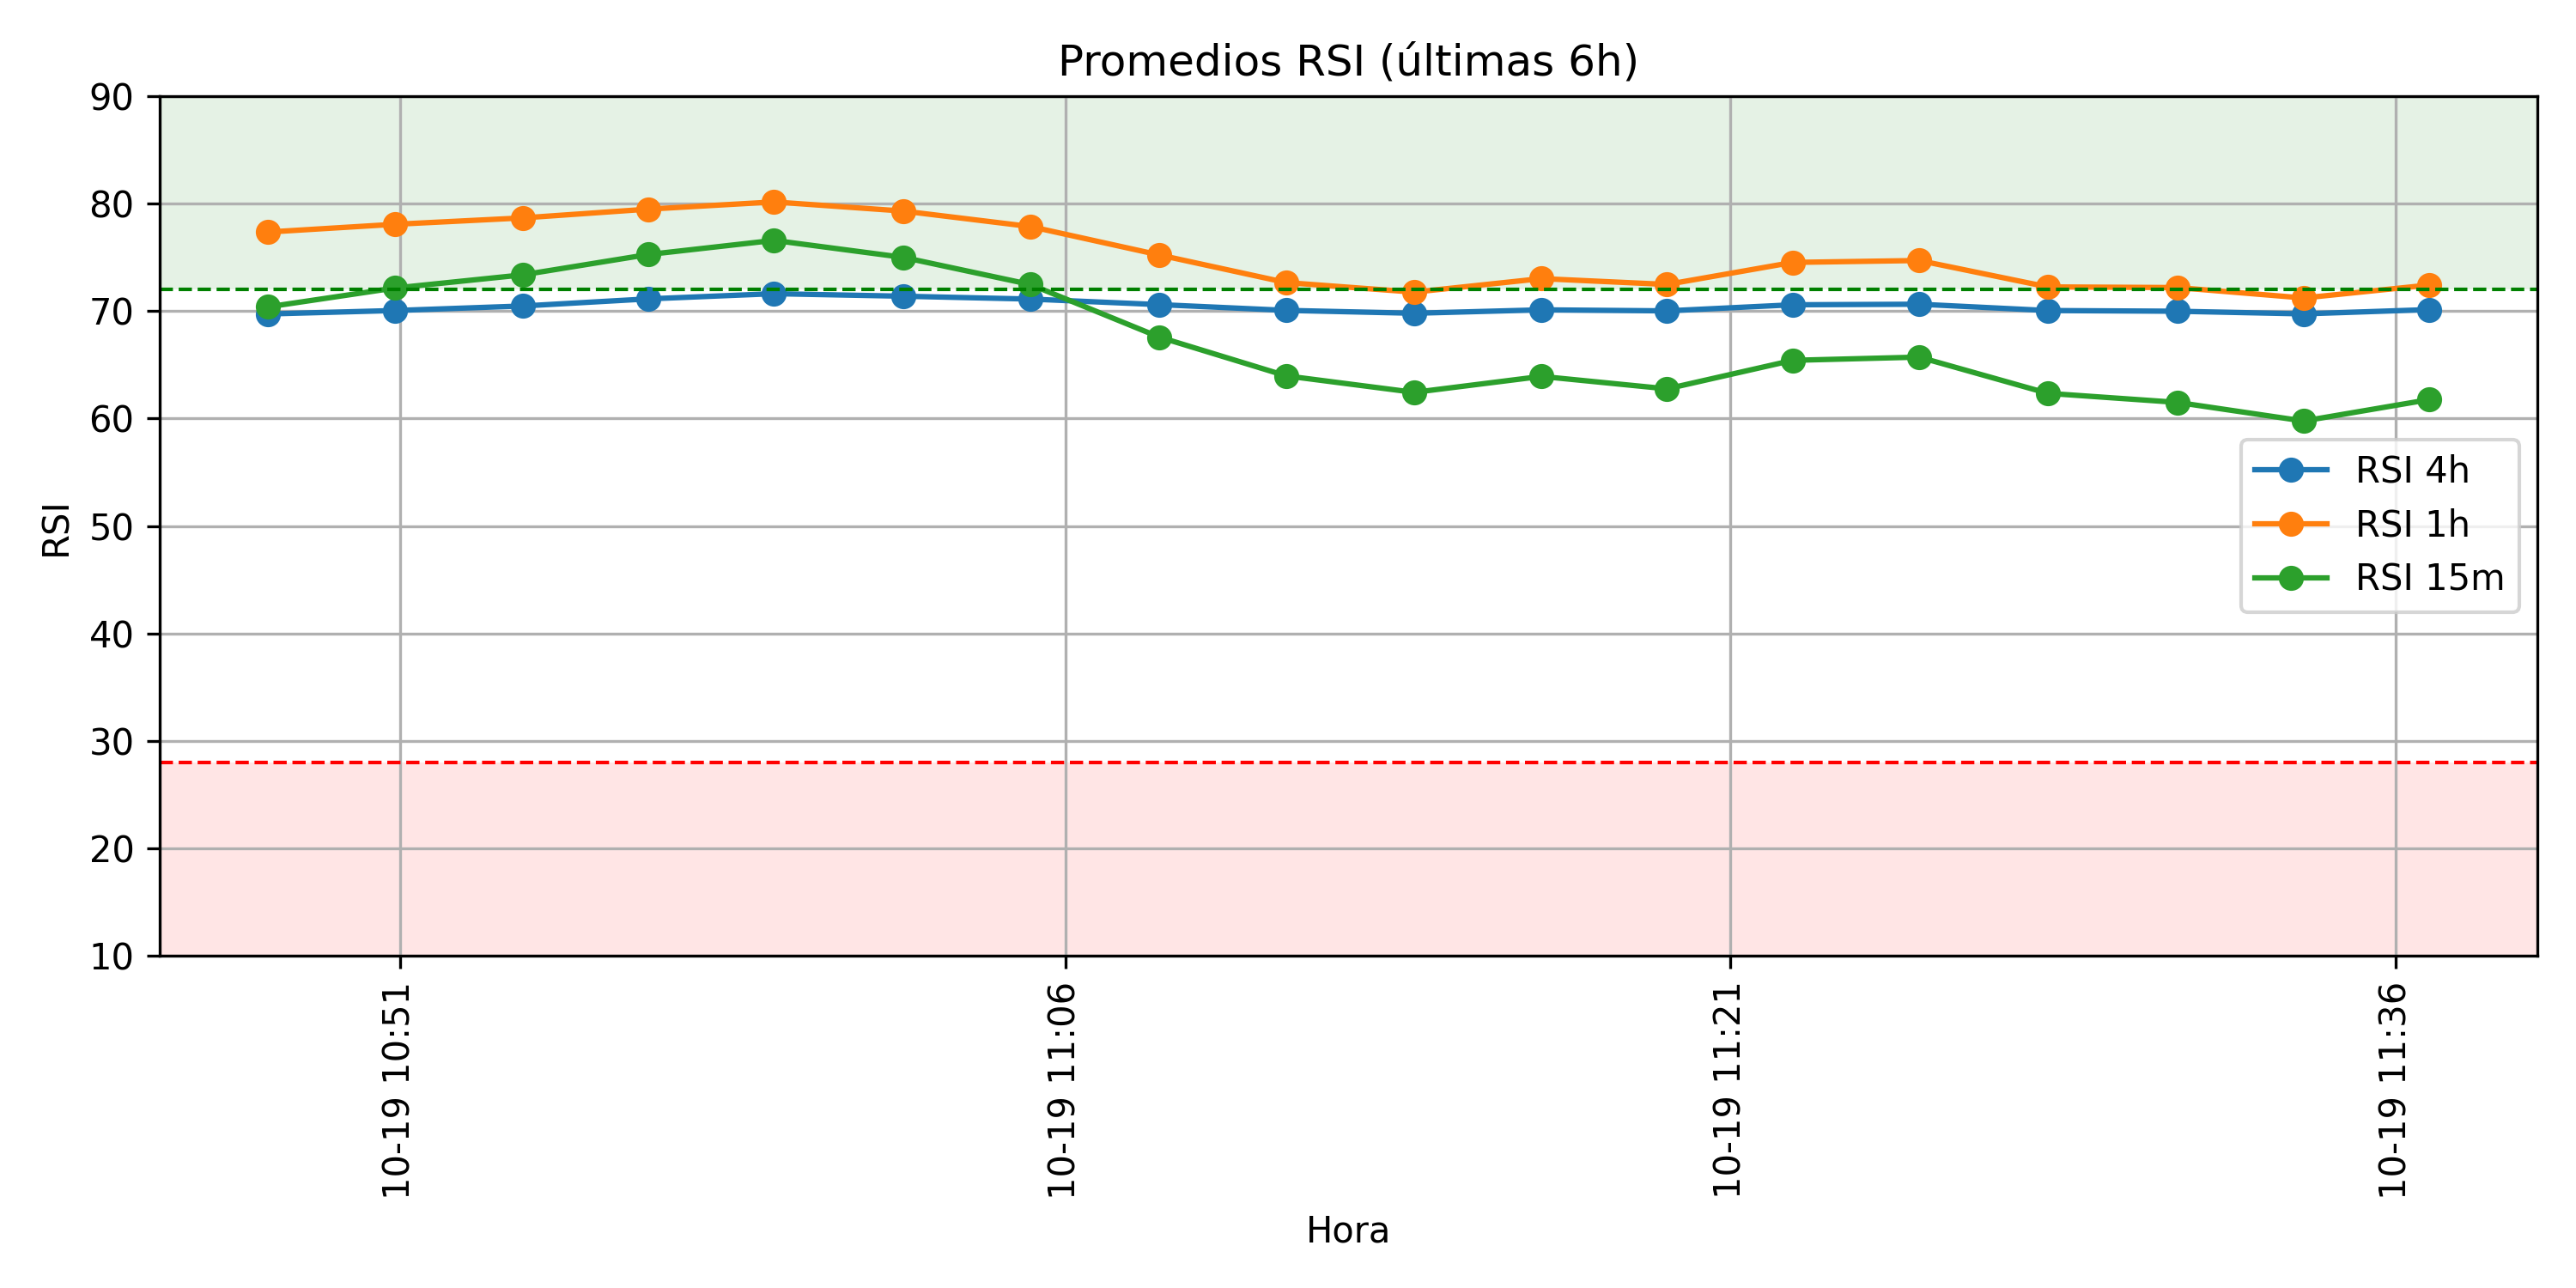 Promedios RSI (últimas 6h)
90
80
70
60
50
40
30
20
10
RSI
RSI 4h
RSI 1h
RSI 15m
10-19 10:51
10-19 11:06
10-19 11:21
10-19 11:36
Hora